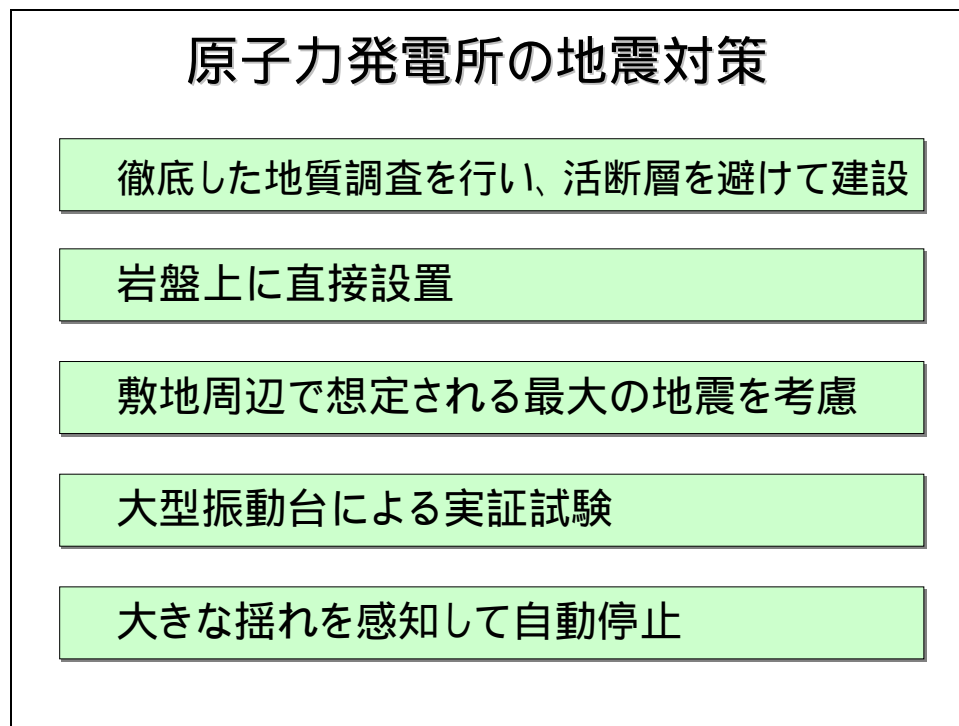 原子力発電所の地震対策
徹底した地質調査を行い、活断層を避けて建設
岩盤上に直接設置
敷地周辺で想定される最大の地震を考慮
大型振動台による実証試験
大きな揺れを感知して自動停止